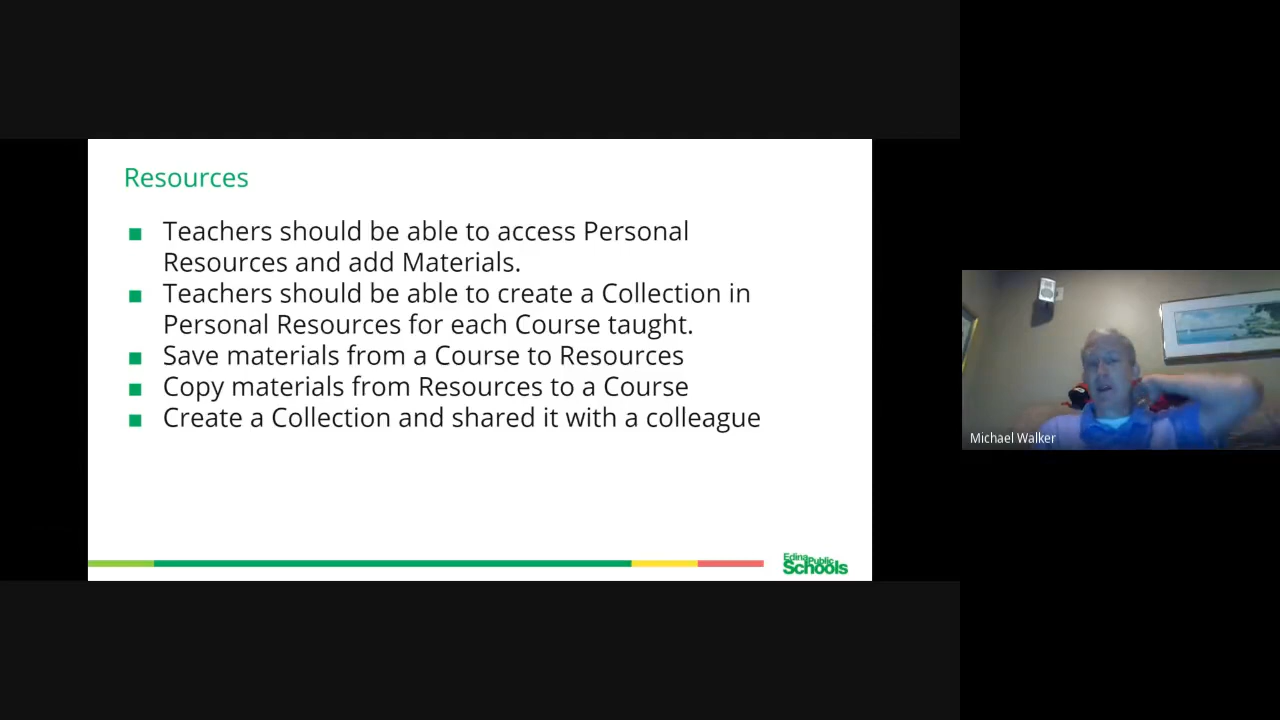 Resources
Teachers should be able to access Personal
Resources and add Materials.
Teachers should be able to create a Collection in
Personal Resources for each Course taught.
Save materials from a Course to Resources
Copy materials from Resources to a Course
Create a Collection and shared it with a colleague
Michael Walker
Edina Public
Schools